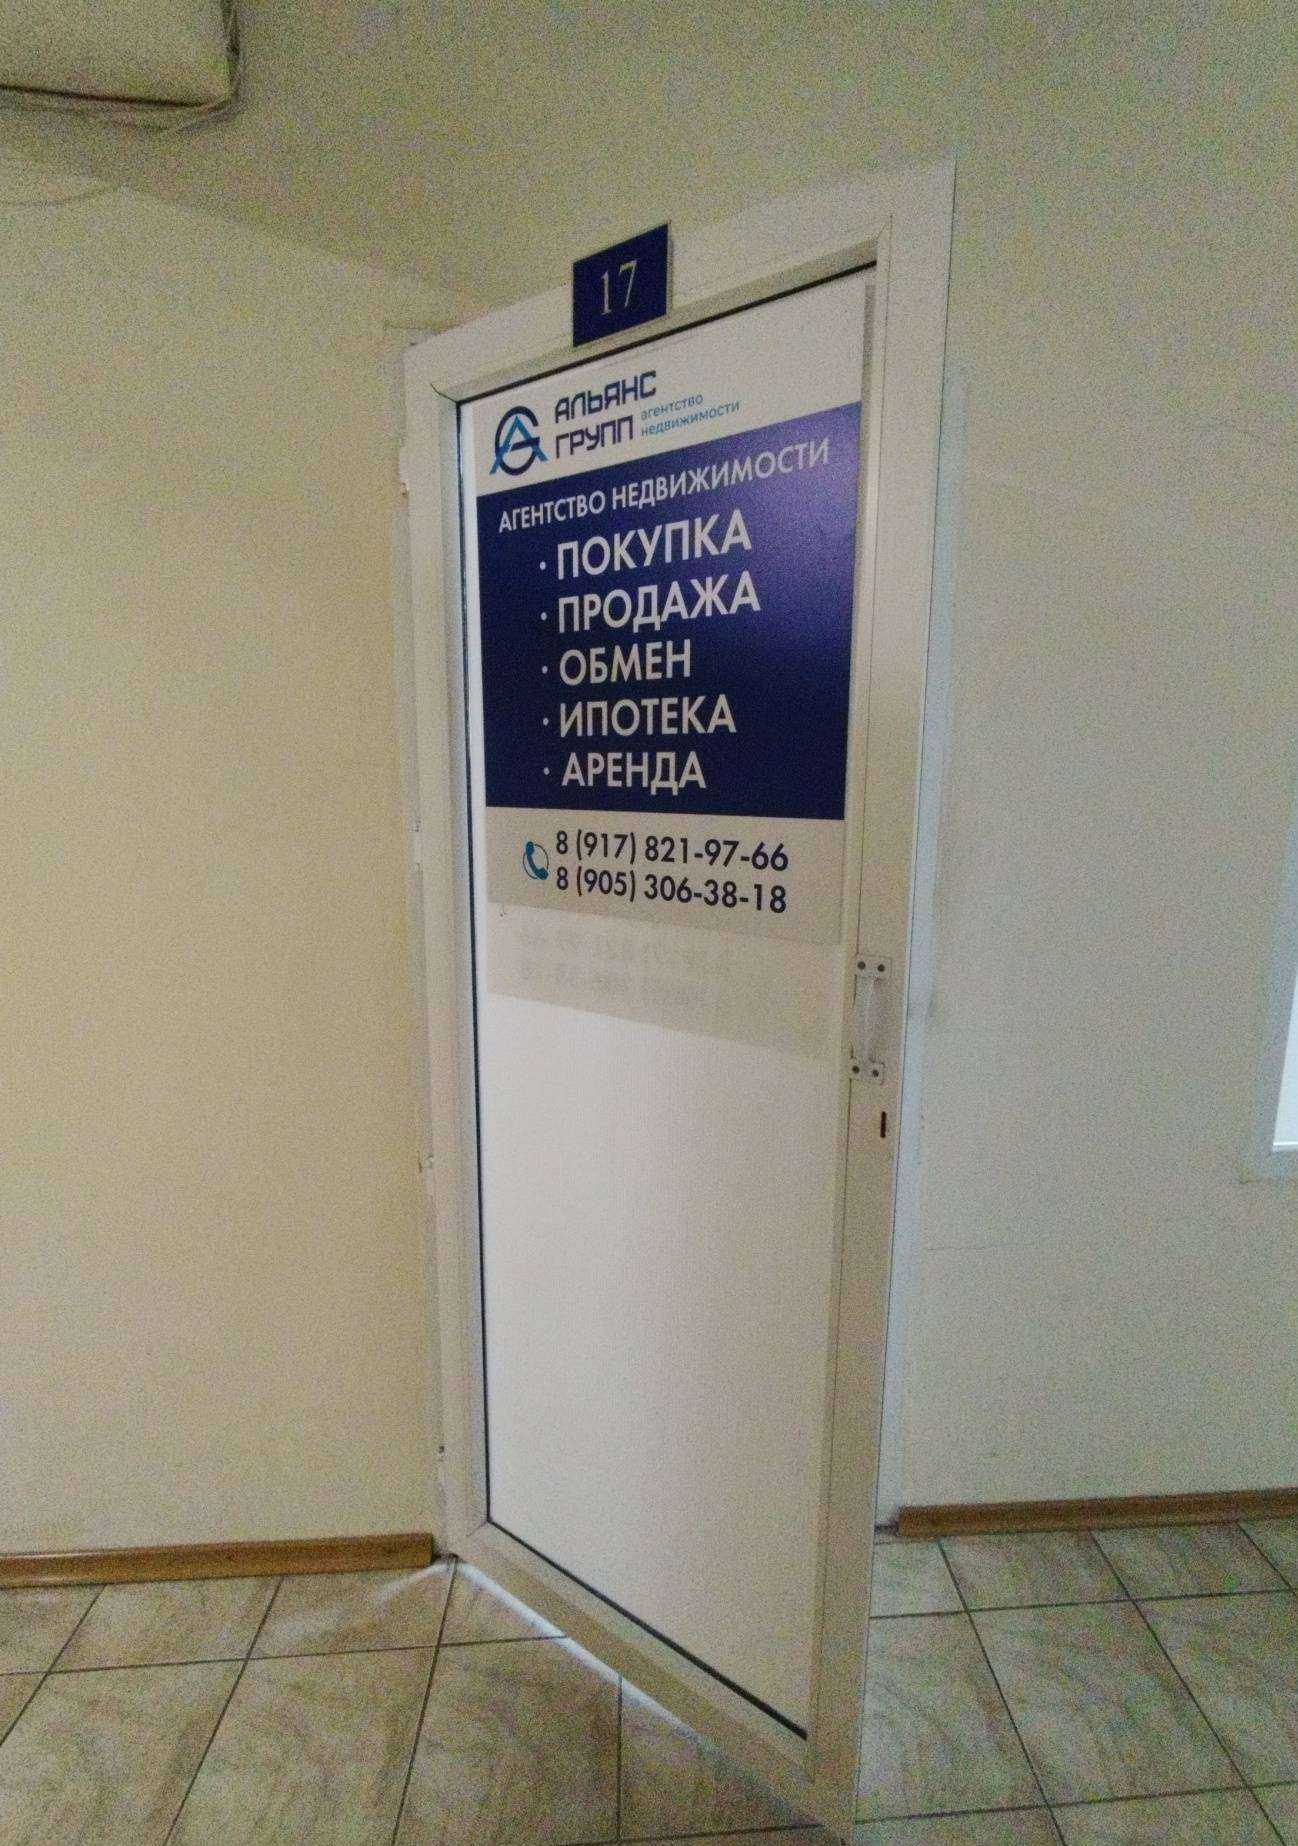 17
АЛЬЯНС
ГРУПП
агентство
недвижимости
АГЕНТСТВО НЕДВИЖИМОСТИ
· ПОКУПКА
· ПРОДАЖА
· ОБМЕН
· ИПОТЕКА
· АРЕНДА
8 (917) 821-97-66
8 (905) 306-38-18